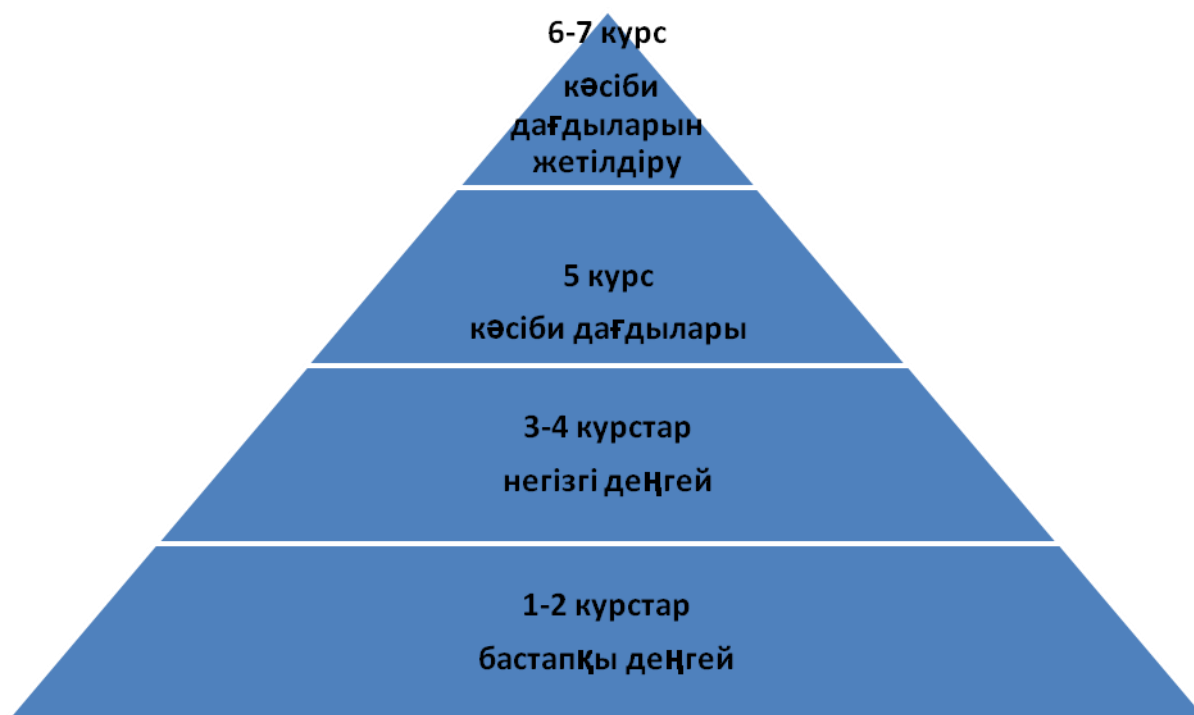 6-7 курс
кәсіби
дағдыларын
жетілдіру
5 курс
кәсіби дағдылары
3-4 курстар
негізгі деңгей
1-2 курстар
бастапқы деңгей